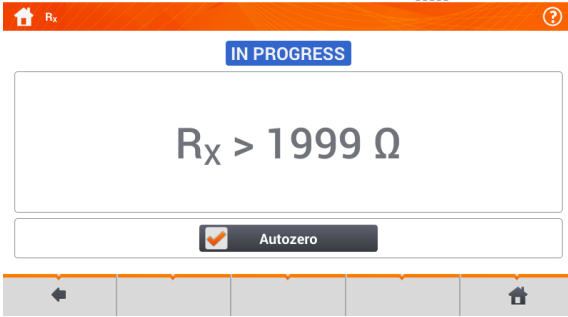 Rx
?
IN PROGRESS
Rx > 1999 Ω
Autozero